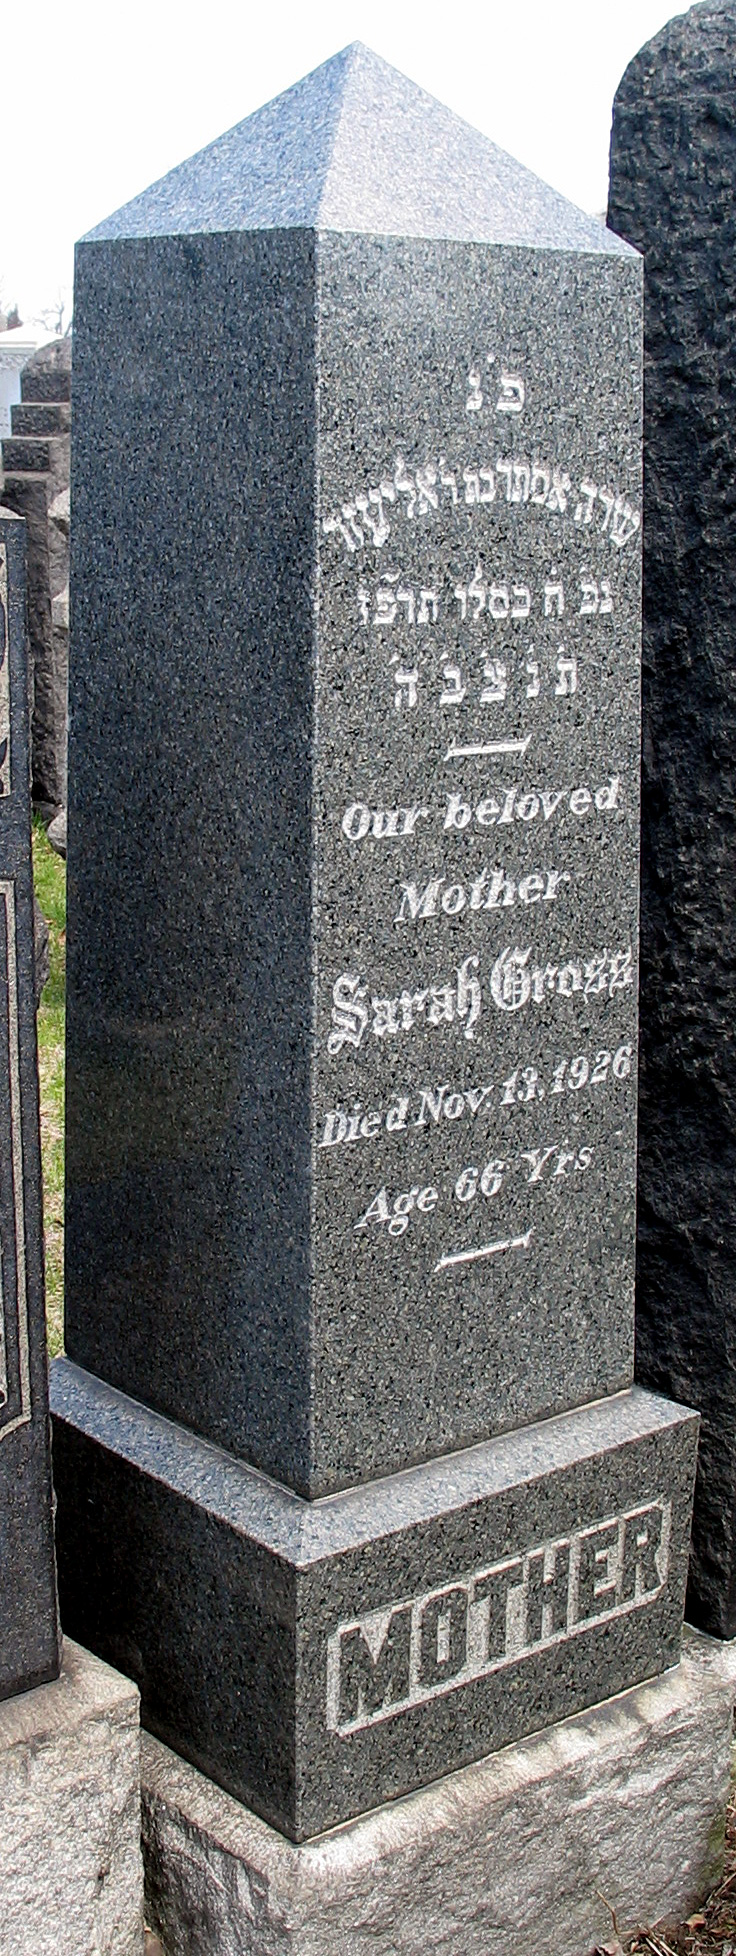 פ נ
שרה אסתר בת ר' אליעזר
נפ' ח' כסלו תרפ"ז
ת' נ' צ' ב' ה'
Our beloved
Mother
Sarah Gross
Died Nov. 13, 1926
Age 66 Yrs
MOTHER